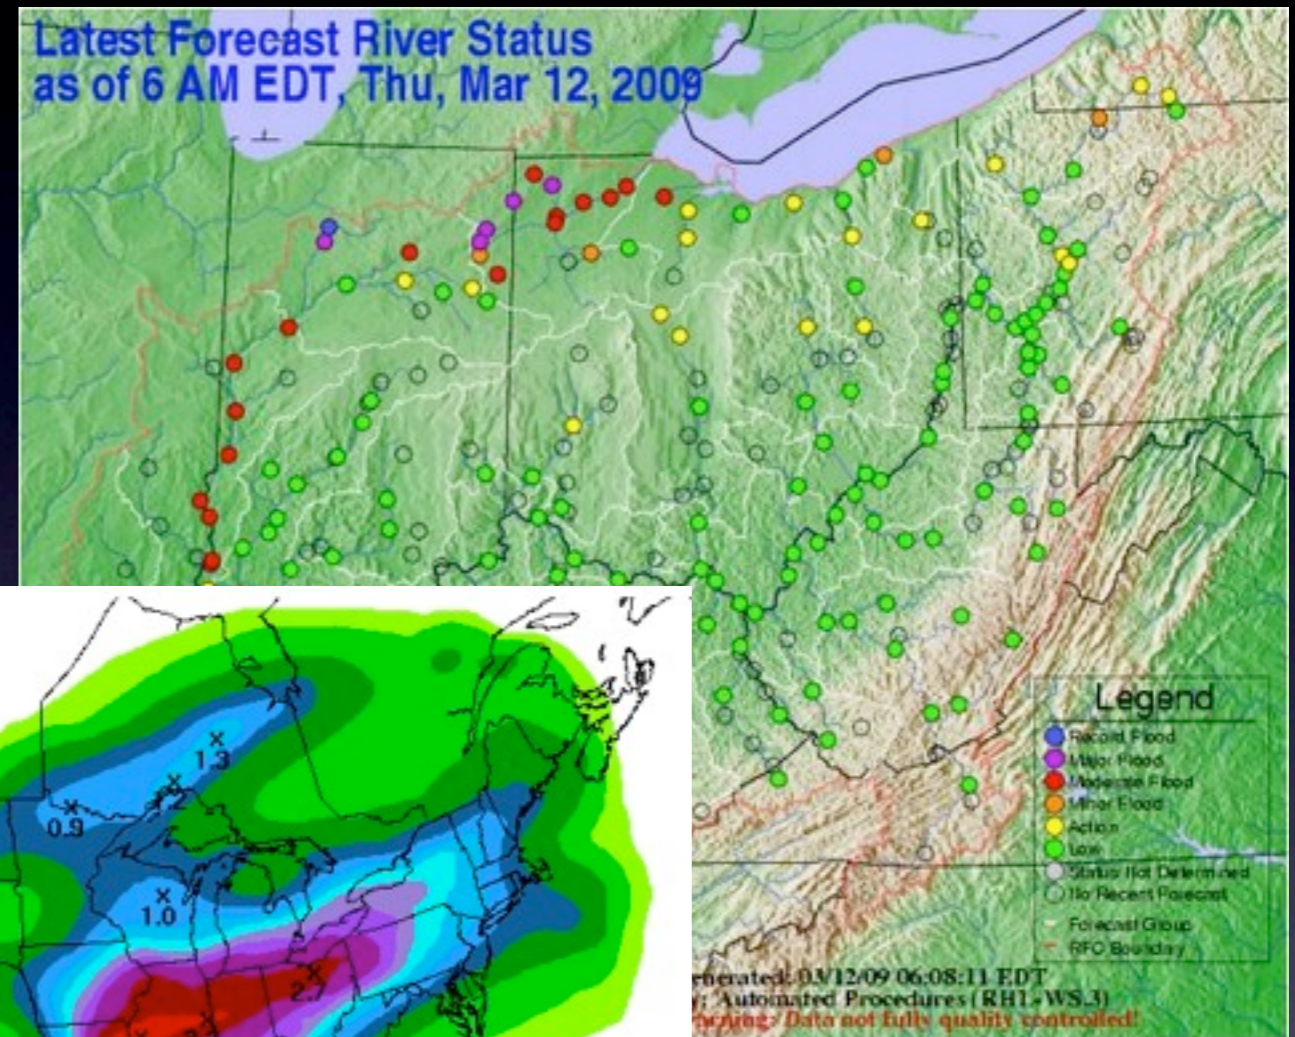 Latest Forecast River Status
as of 6 AM EDT, Thu, Mar 12, 2009
Legend
Record Flood
Major Flood
Moderate Flood
Minor Flood
Action
Low
Status Not Determined
No Recent Forecast
Forecast Group
RFC Boundary
1.3
0.9
1.0
2.7
enerated: 03/12/09 06:08:11 EDT
y: Automated Procedures (RH1-WS.3)
arning: Data not fully quality controlled!